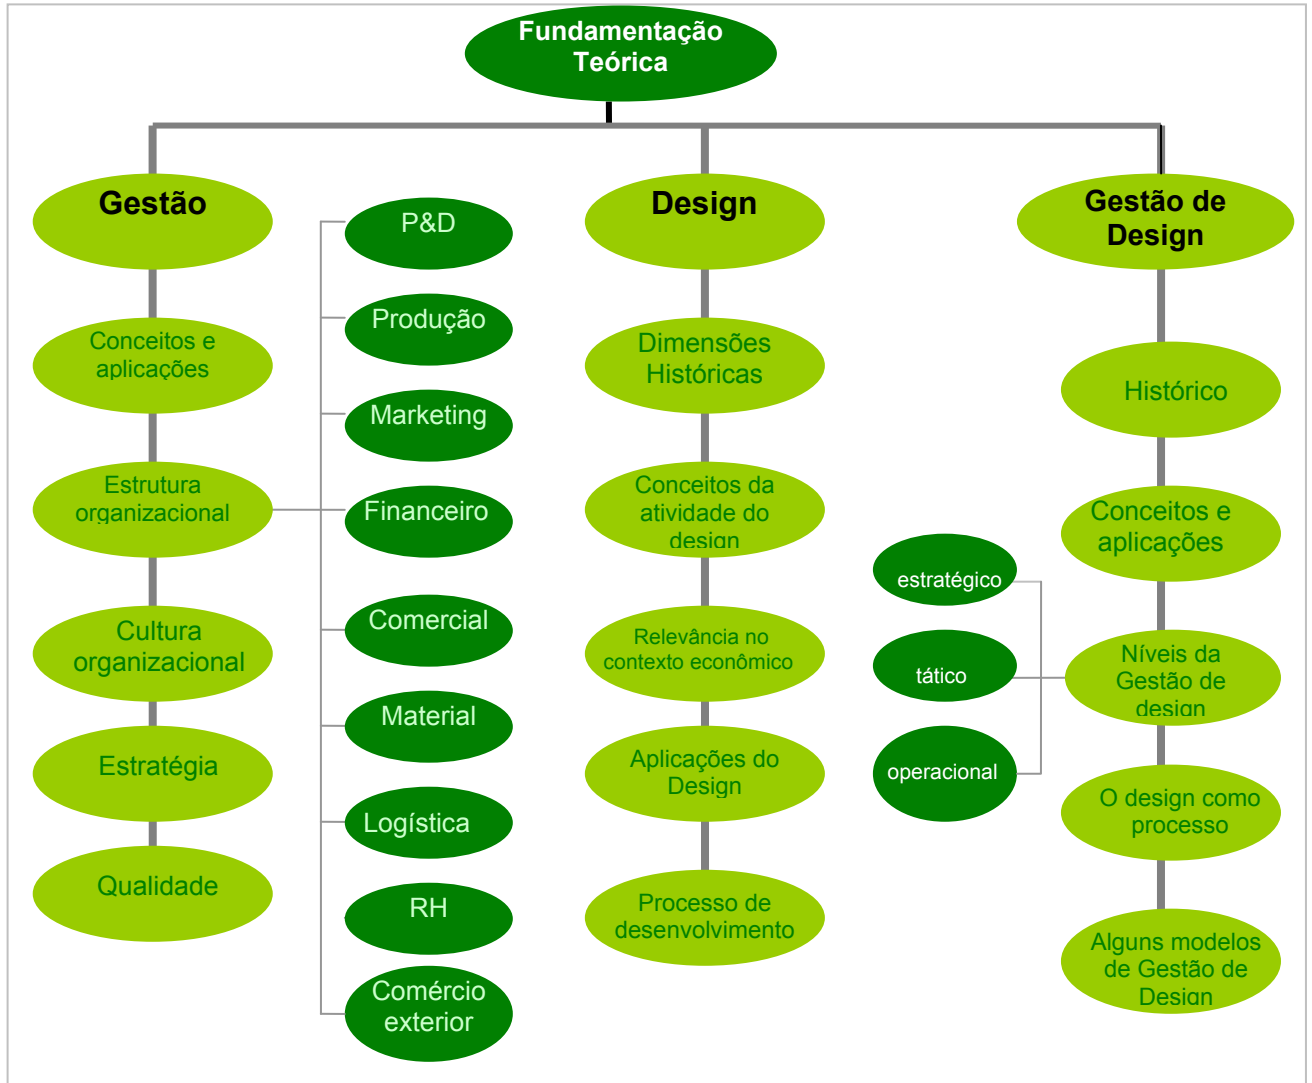 Fundamentação
Teórica
Gestão
Conceitos e
aplicações
Estrutura
organizacional
Cultura
organizacional
Estratégia
Qualidade
P&D
Produção
Marketing
Financeiro
Comercial
Material
Logística
RH
Comércio
exterior
Design
Dimensões
Históricas
Conceitos da
atividade do
design
Relevância no
contexto econômico
Aplicações do
Design
Processo de
desenvolvimento
Gestão de
Design
Histórico
Conceitos e
aplicações
Níveis da
Gestão de
design
estratégico
tático
operacional
O design como
processo
Alguns modelos
de Gestão de
Design